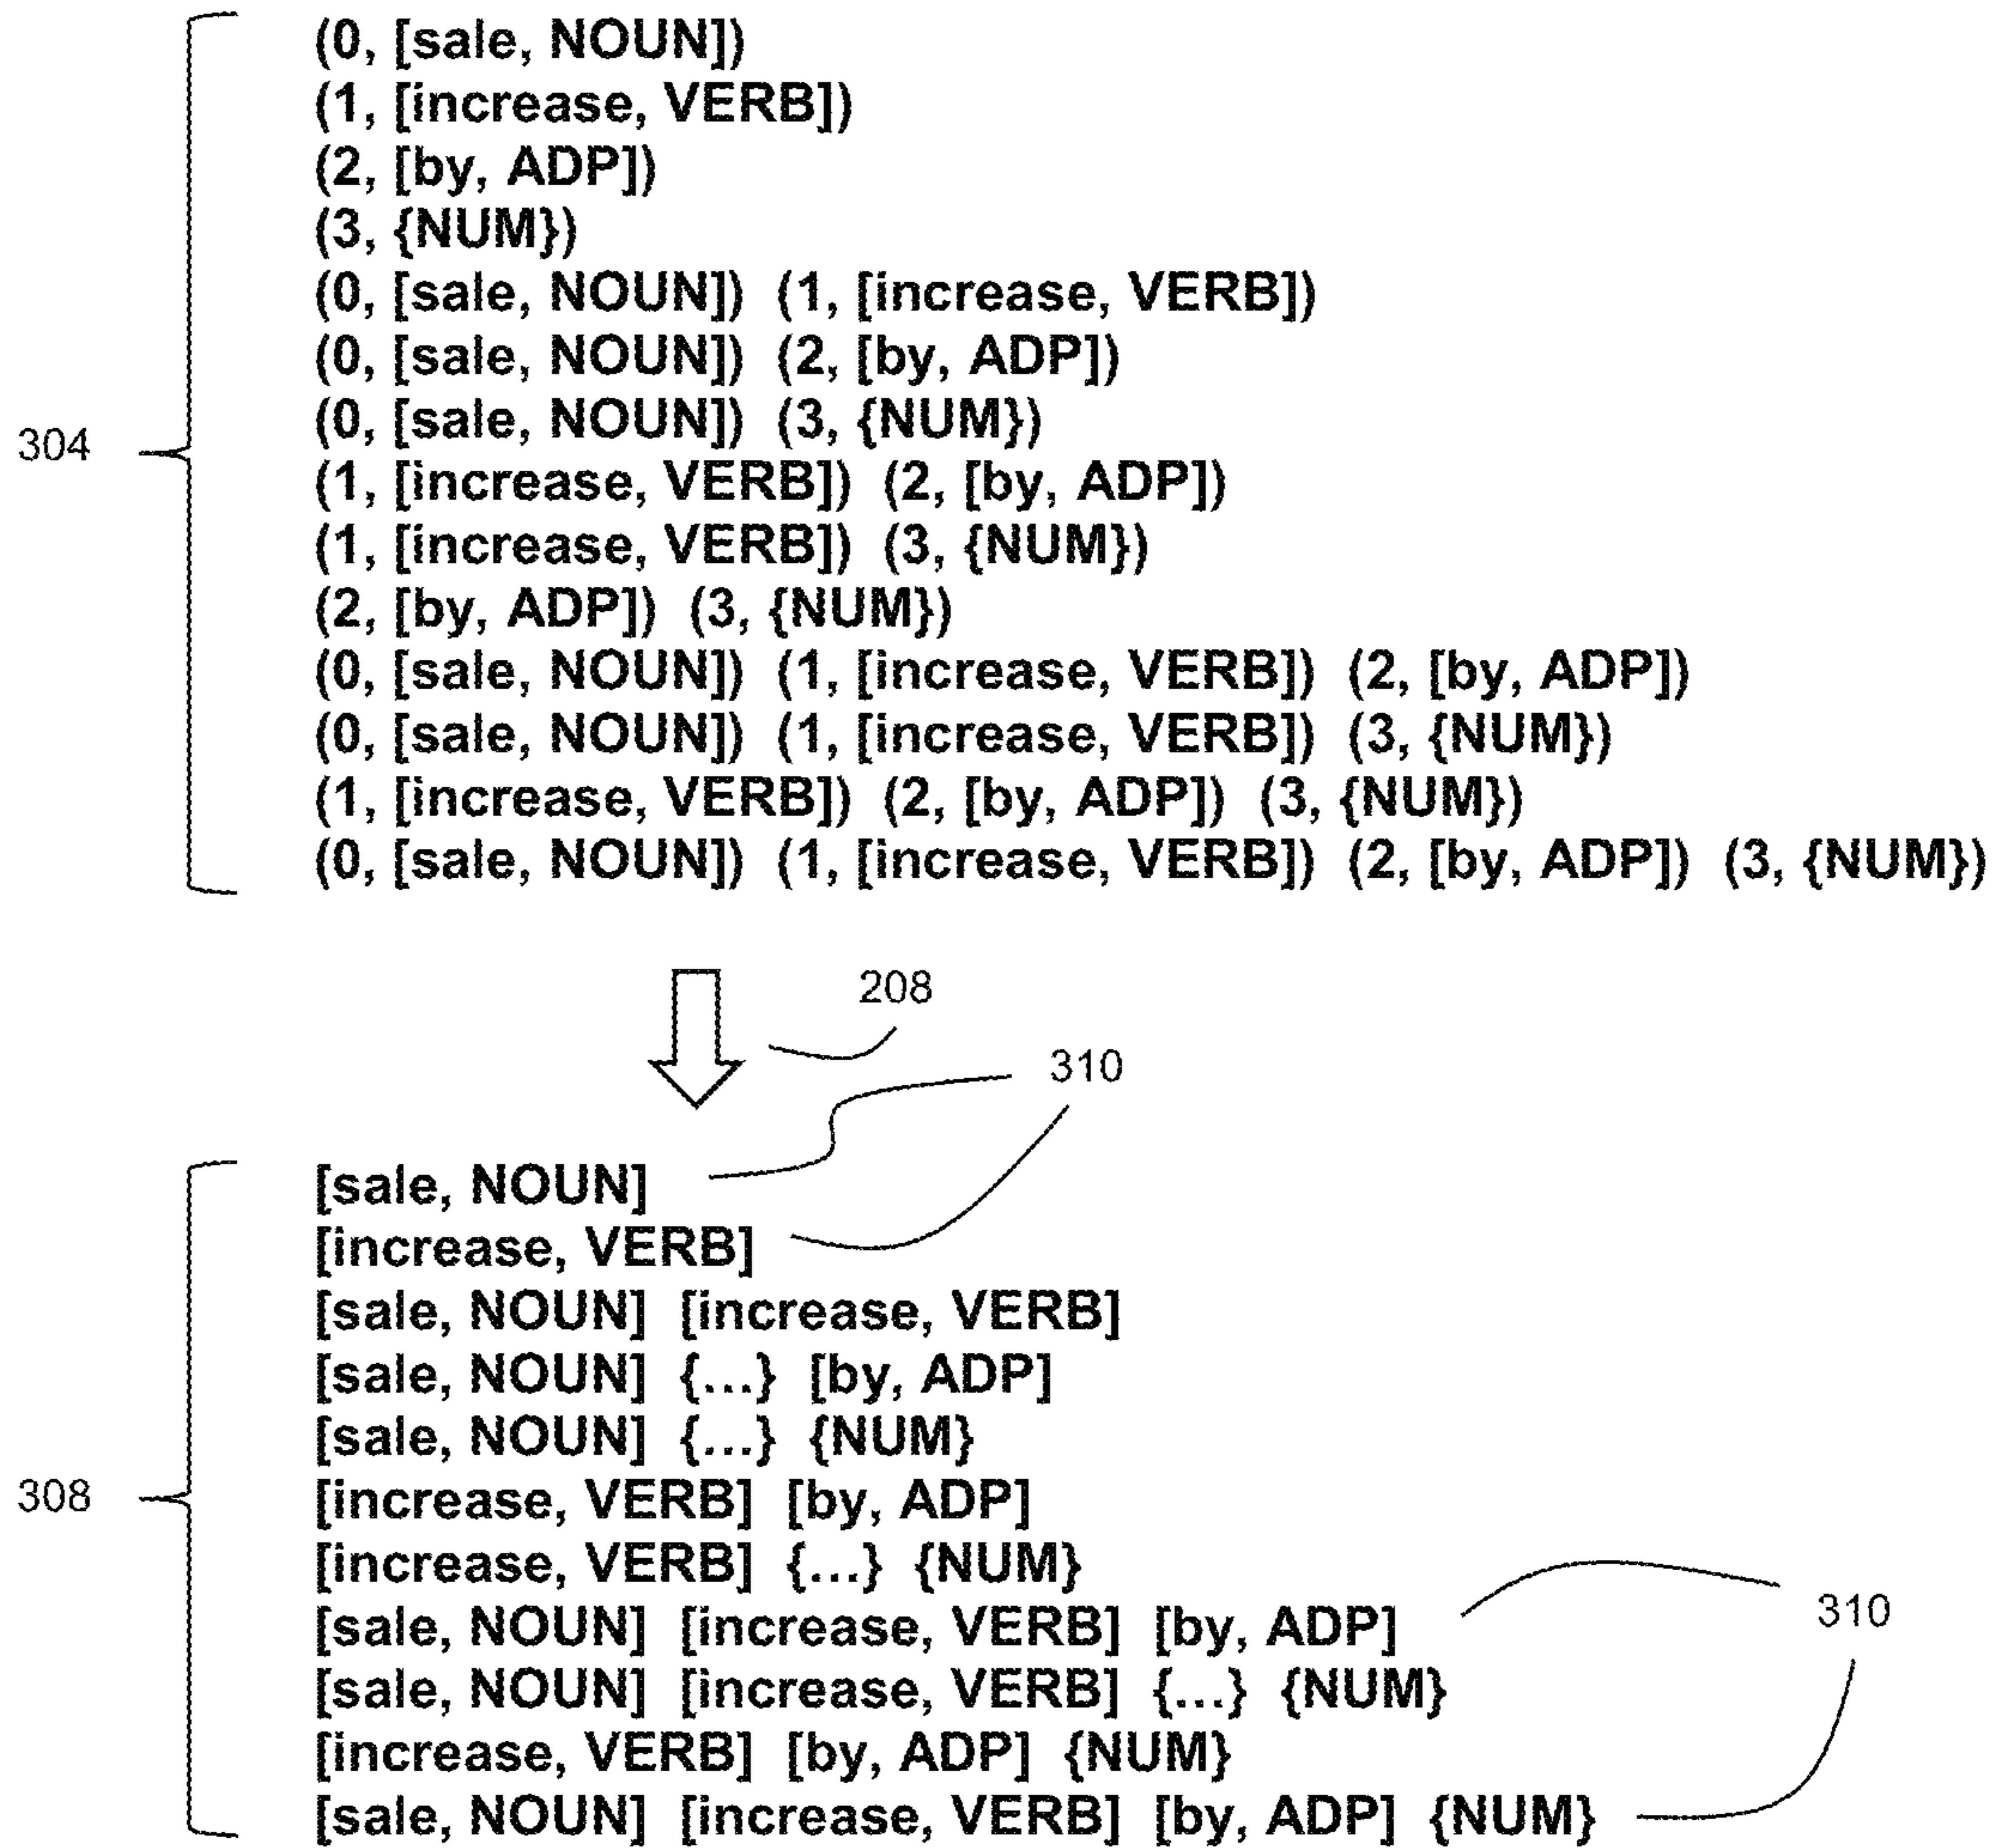 (0, [sale, NOUN])
(1, [increase, VERB])
(2, [by, ADP])
(3, {NUM})
(0, [sale, NOUN]) (1, [increase, VERB])
(0, [sale, NOUN]) (2, [by, ADP])
(0, [sale, NOUN]) (3, {NUM})
304
(1, [increase, VERB]) (2, [by, ADP])
(1, [increase, VERB]) (3, {NUM})
(2, [by, ADP]) (3, {NUM})
(0, [sale, NOUN]) (1, [increase, VERB]) (2, [by, ADP])
(0, [sale, NOUN]) (1, [increase, VERB]) (3, {NUM})
(1, [increase, VERB]) (2, [by, ADP]) (3, {NUM})
(0, [sale, NOUN]) (1, [increase, VERB]) (2, [by, ADP]) (3, {NUM})
208
310
[sale, NOUN]
[increase, VERB]
[sale, NOUN] [increase, VERB]
[sale, NOUN] {...} [by, ADP]
[sale, NOUN] {...} {NUM}
308
[increase, VERB] [by, ADP]
[increase, VERB] {...} {NUM}
310
[sale, NOUN] [increase, VERB] [by, ADP]
[sale, NOUN] [increase, VERB] {...} {NUM}
[increase, VERB] [by, ADP] {NUM}
[sale, NOUN] [increase, VERB] [by, ADP] {NUM}